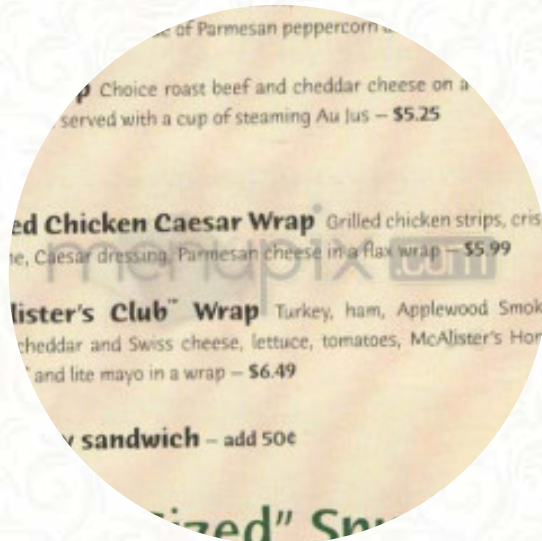 of Parmesan peppercorn
Choice roast beef and cheddar cheese on a
served with a cup of steaming Au Jus – $5.25
ed Chicken Caesar Wrap Grilled chicken strips, cris
ne, Caesar dressing, Parmesan cheese in a flax wrap – $5.99
menupix.com
lister's Club™ Wrap Turkey, ham, Applewood Smok
cheddar and Swiss cheese, lettuce, tomatoes, McAlister's Hon
and lite mayo in a wrap – $6.49
sandwich – add 50¢
ized"